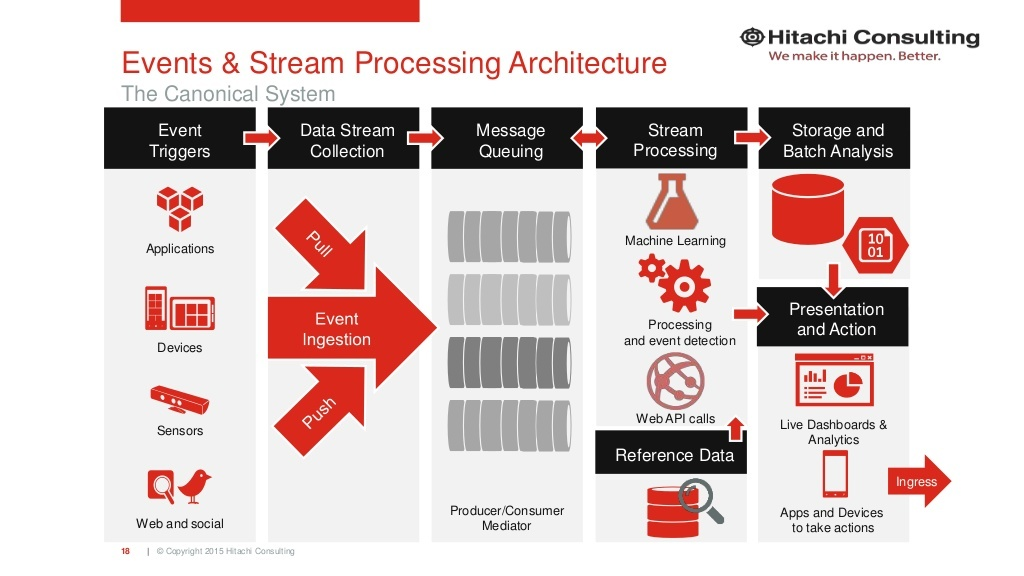 Hitachi Consulting
We make it happen. Better.
Events & Stream Processing Architecture
The Canonical System
Event
Triggers
Data Stream
Collection
Message
Queuing
Stream
Processing
Storage and
Batch Analysis
Applications
Devices
Sensors
Web and social
Pull
Event
Ingestion
Push
Producer/Consumer
Mediator
Machine Learning
Processing
and event detection
Web API calls
Reference Data
10
01
Presentation
and Action
Live Dashboards &
Analytics
Apps and Devices
to take actions
Ingress
18 | © Copyright 2015 Hitachi Consulting